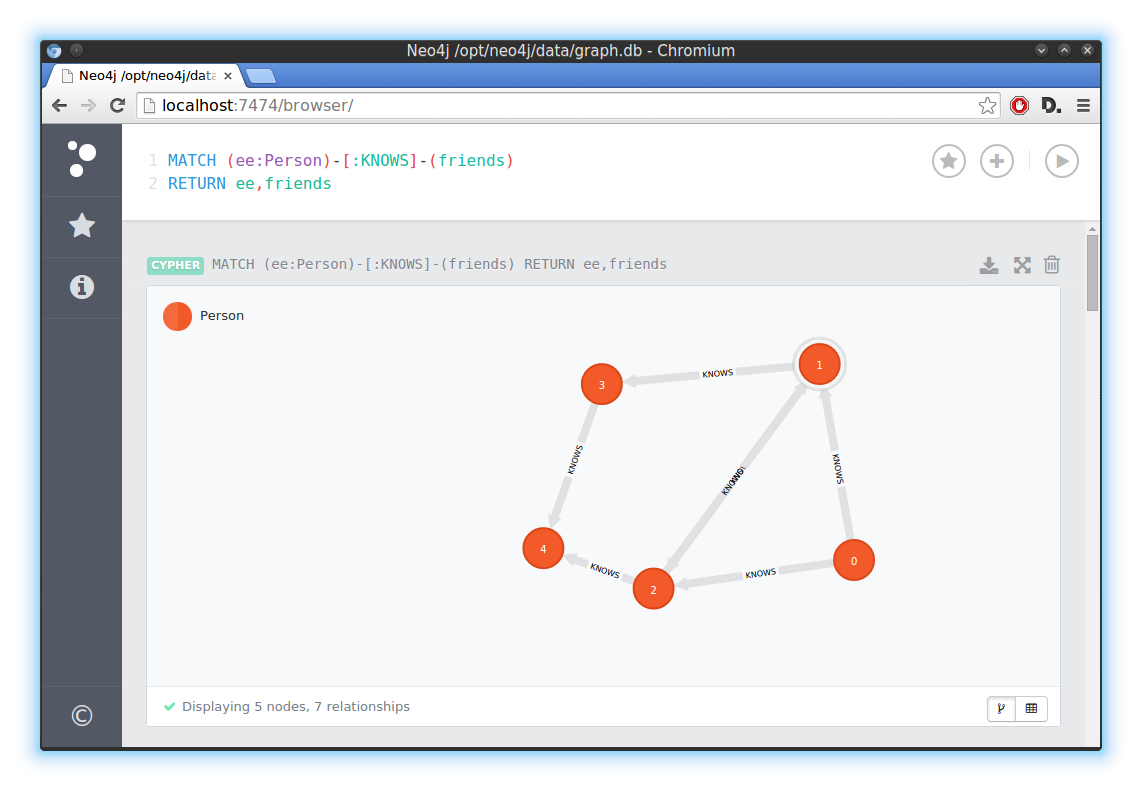 Neo4j /opt/neo4j/data/graph.db - Chromium
Neo4j /opt/neo4j/data
localhost:7474/browser/
D.
1 MATCH (ee:Person)-[:KNOWS]-(friends)
2 RETURN ee,friends
CYPHER MATCH (ee:Person)-[:KNOWS]-(friends) RETURN ee,friends
Person
1
KNOWS
3
KNOWS
KNOWS
KNOWS
4
KNOWS
KNOWS
0
2
©
Displaying 5 nodes, 7 relationships